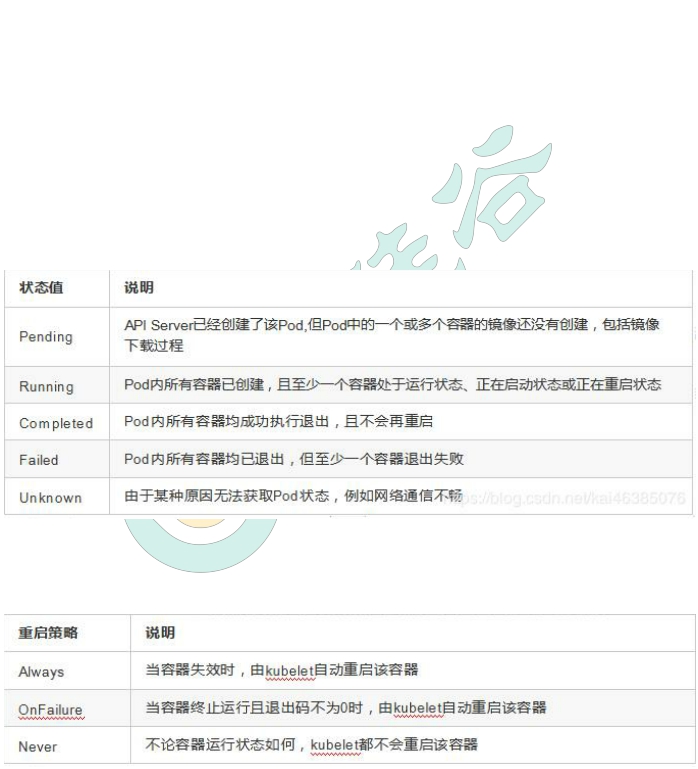 信
状态值 说明
Pending API Server已经创建了该Pod,但Pod中的一个或多个容器的镜像还没有创建，包括镜像
下载过程
Running Pod内所有容器已创建，且至少一个容器处于运行状态、正在启动状态或正在重启状态
Completed Pod内所有容器均成功执行退出，且不会再重启
Failed Pod内所有容器均已退出，但至少一个容器退出失败
Unknown 由于某种原因无法获取Pod状态，例如网络通信不畅
https://blog.csdn.net/kai46385076
重启策略 说明
Always 当容器失效时，由kubelet自动重启该容器
OnFailure 当容器终止运行且退出码不为0时，由kubelet自动重启该容器
Never 不论容器运行状态如何，kubelet都不会重启该容器